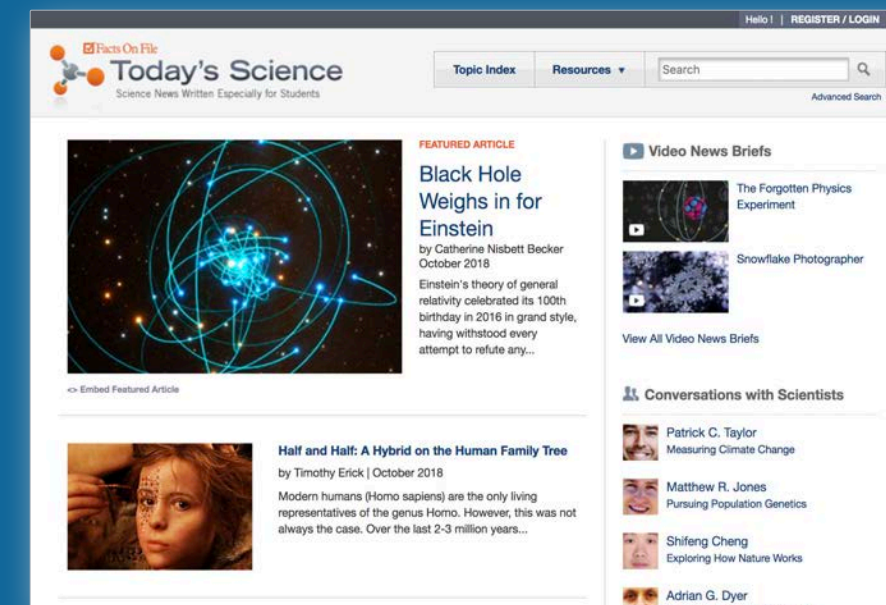 Hello ! | REGISTER / LOGIN
Facts On File
Today's Science
Science News Written Especially for Students
Topic Index
Resources ▾
Search
Advanced Search
FEATURED ARTICLE
Black Hole
Weighs in for
Einstein
by Catherine Nisbett Becker
October 2018
Einstein's theory of general
relativity celebrated its 100th
birthday in 2016 in grand style,
having withstood every
attempt to refute any...
<> Embed Featured Article
Half and Half: A Hybrid on the Human Family Tree
by Timothy Erick | October 2018
Modern humans (Homo sapiens) are the only living
representatives of the genus Homo. However, this was not
always the case. Over the last 2-3 million years...
Video News Briefs
The Forgotten Physics
Experiment
Snowflake Photographer
View All Video News Briefs
Conversations with Scientists
Patrick C. Taylor
Measuring Climate Change
Matthew R. Jones
Pursuing Population Genetics
Shifeng Cheng
Exploring How Nature Works
Adrian G. Dyer